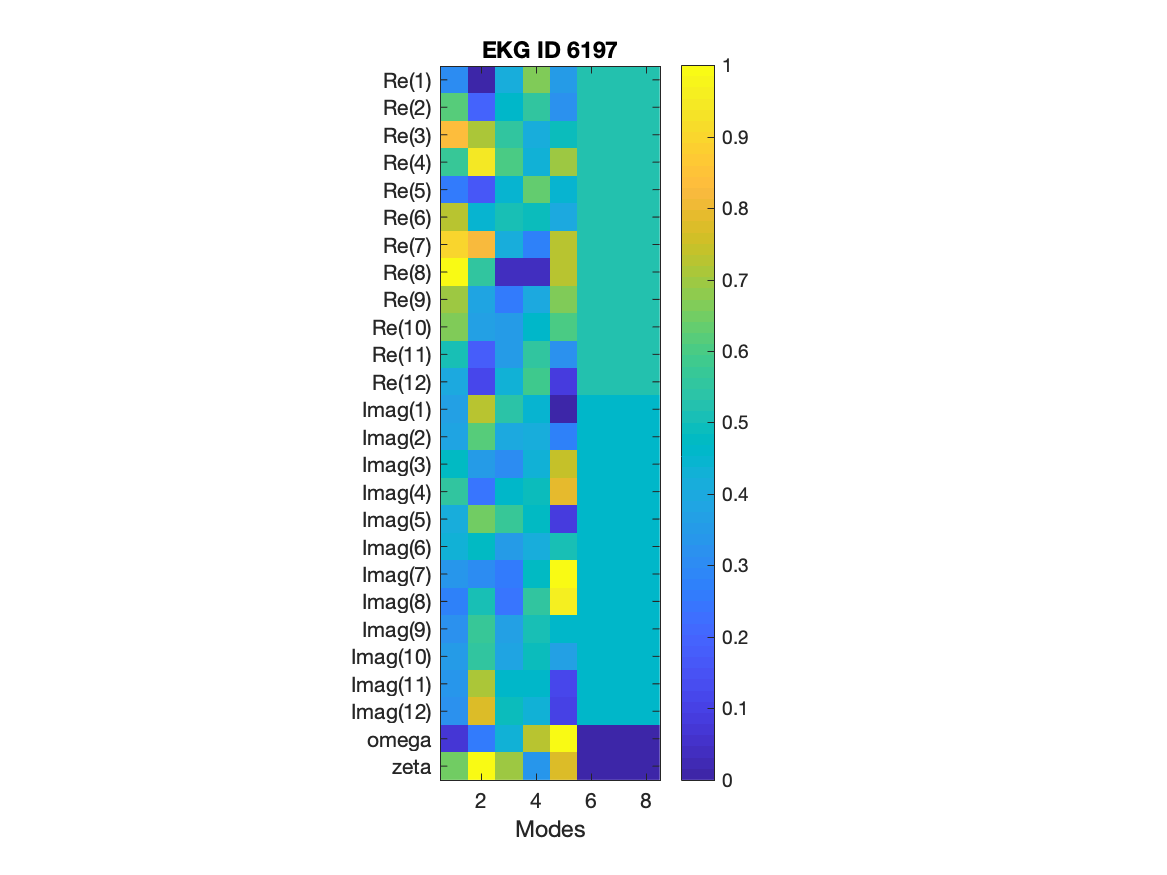 EKG ID 6197
Re(1)
Re(2)
Re(3)
Re(4)
Re(5)
Re(6)
Re(7)
Re(8)
Re(9)
Re(10)
Re(11)
Re(12)
Imag(1)
Imag(2)
Imag(3)
Imag(4)
Imag(5)
Imag(6)
Imag(7)
Imag(8)
Imag(9)
Imag(10)
Imag(11)
Imag(12)
omega
zeta
2 4 6 8
Modes
1
0.9
0.8
0.7
0.6
0.5
0.4
0.3
0.2
0.1
0